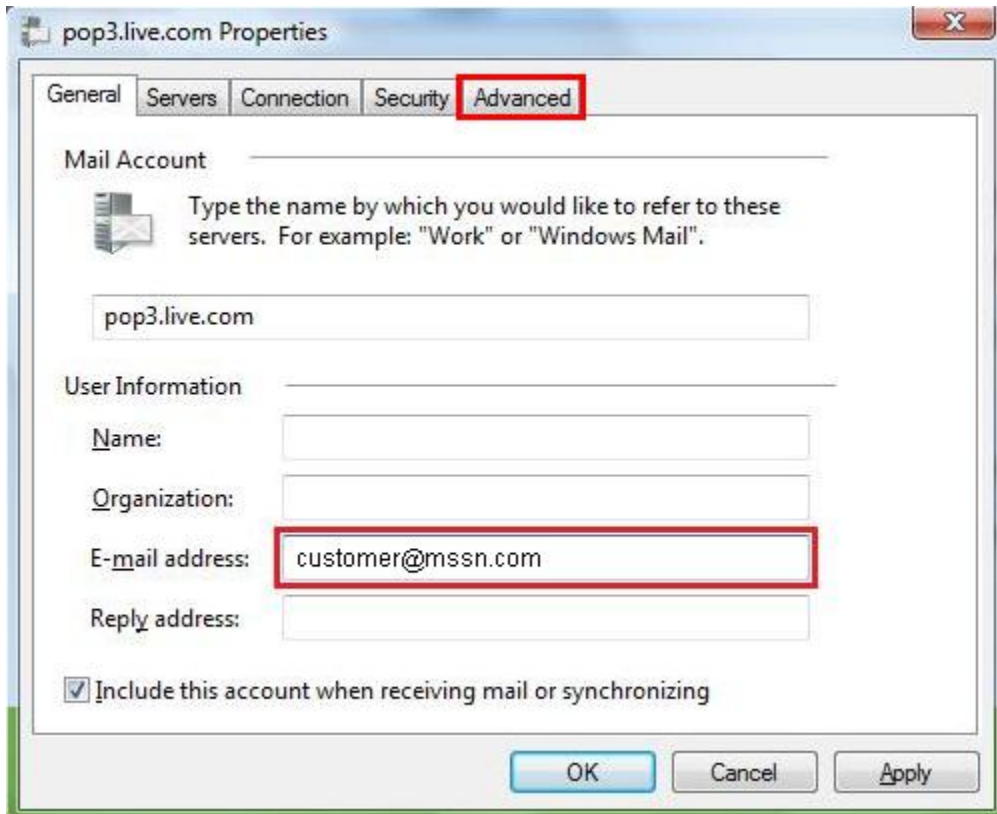 pop3.live.com Properties
General Servers Connection Security Advanced
Mail Account
Type the name by which you would like to refer to these
servers. For example: "Work" or "Windows Mail".
pop3.live.com
User Information
Name:
Organization:
E-mail address: customer@mssn.com
Reply address:
Include this account when receiving mail or synchronizing
OK Cancel Apply